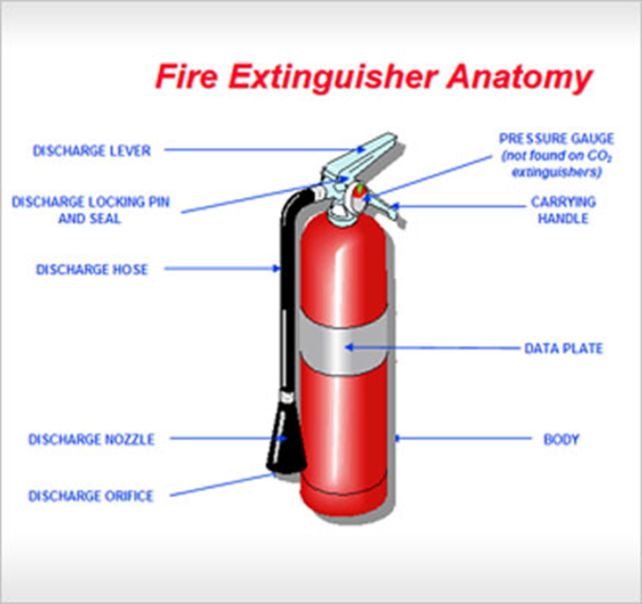 Fire Extinguisher Anatomy
DISCHARGE LEVER
DISCHARGE LOCKING PIN
AND SEAL
DISCHARGE HOSE
DISCHARGE NOZZLE
DISCHARGE ORIFICE
PRESSURE GAUGE
(not found on CO₂
extinguishers)
CARRYING
HANDLE
DATA PLATE
BODY